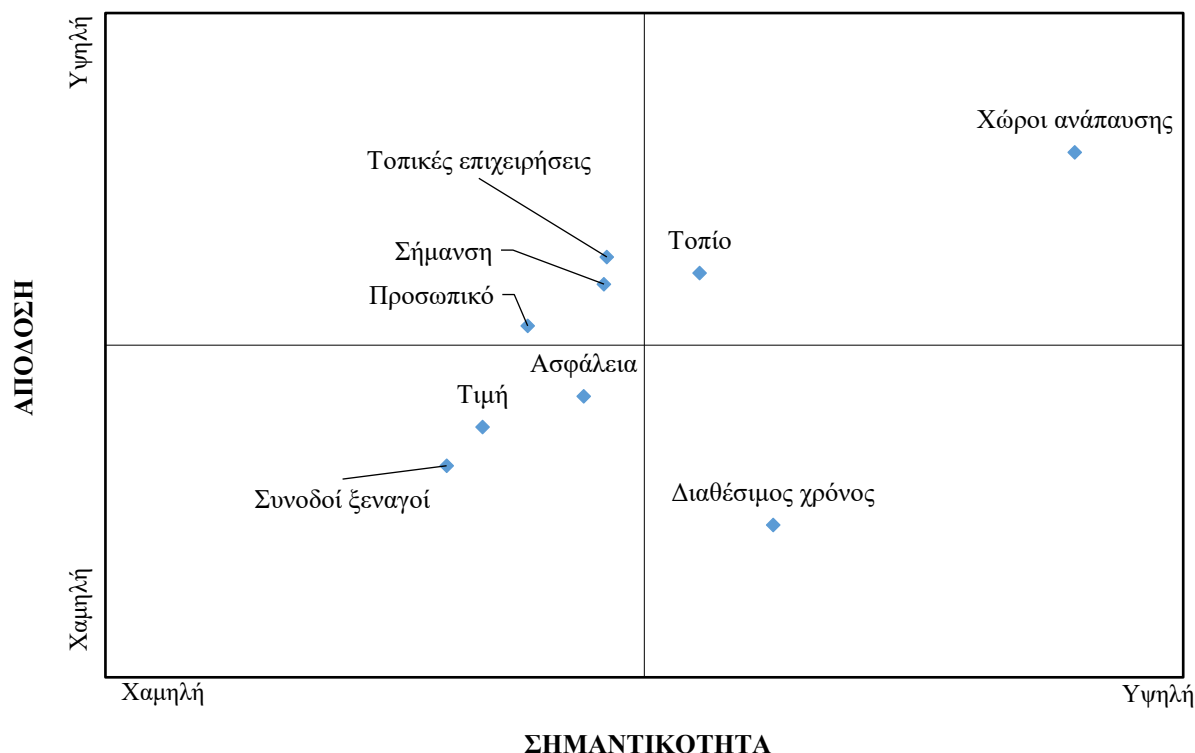 Υψηλή
Χώροι ανάπαυσης
Τοπικές επιχειρήσεις
Τοπίο
Σήμανση
Προσωπικό
ΑΠΟΔΟΣΗ
Ασφάλεια
Τιμή
Συνοδοί ξεναγοί
Διαθέσιμος χρόνος
Χαμηλή
Χαμηλή
Υψηλή
ΣΗΜΑΝΤΙΚΟΤΗΤΑ